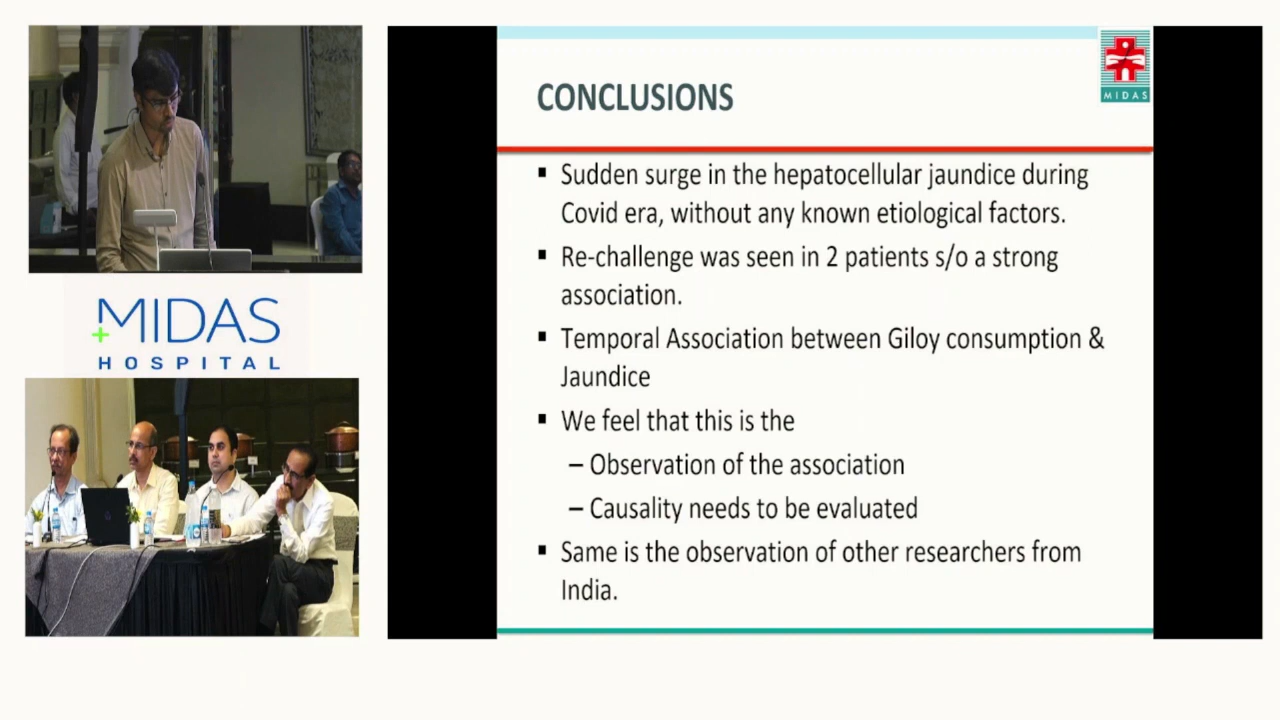 MIDAS
HOSPITAL
MIDAS
CONCLUSIONS
▪ Sudden surge in the hepatocellular jaundice during
Covid era, without any known etiological factors.
▪ Re-challenge was seen in 2 patients s/o a strong
association.
▪ Temporal Association between Giloy consumption &
Jaundice
▪ We feel that this is the
– Observation of the association
– Causality needs to be evaluated
▪ Same is the observation of other researchers from
India.